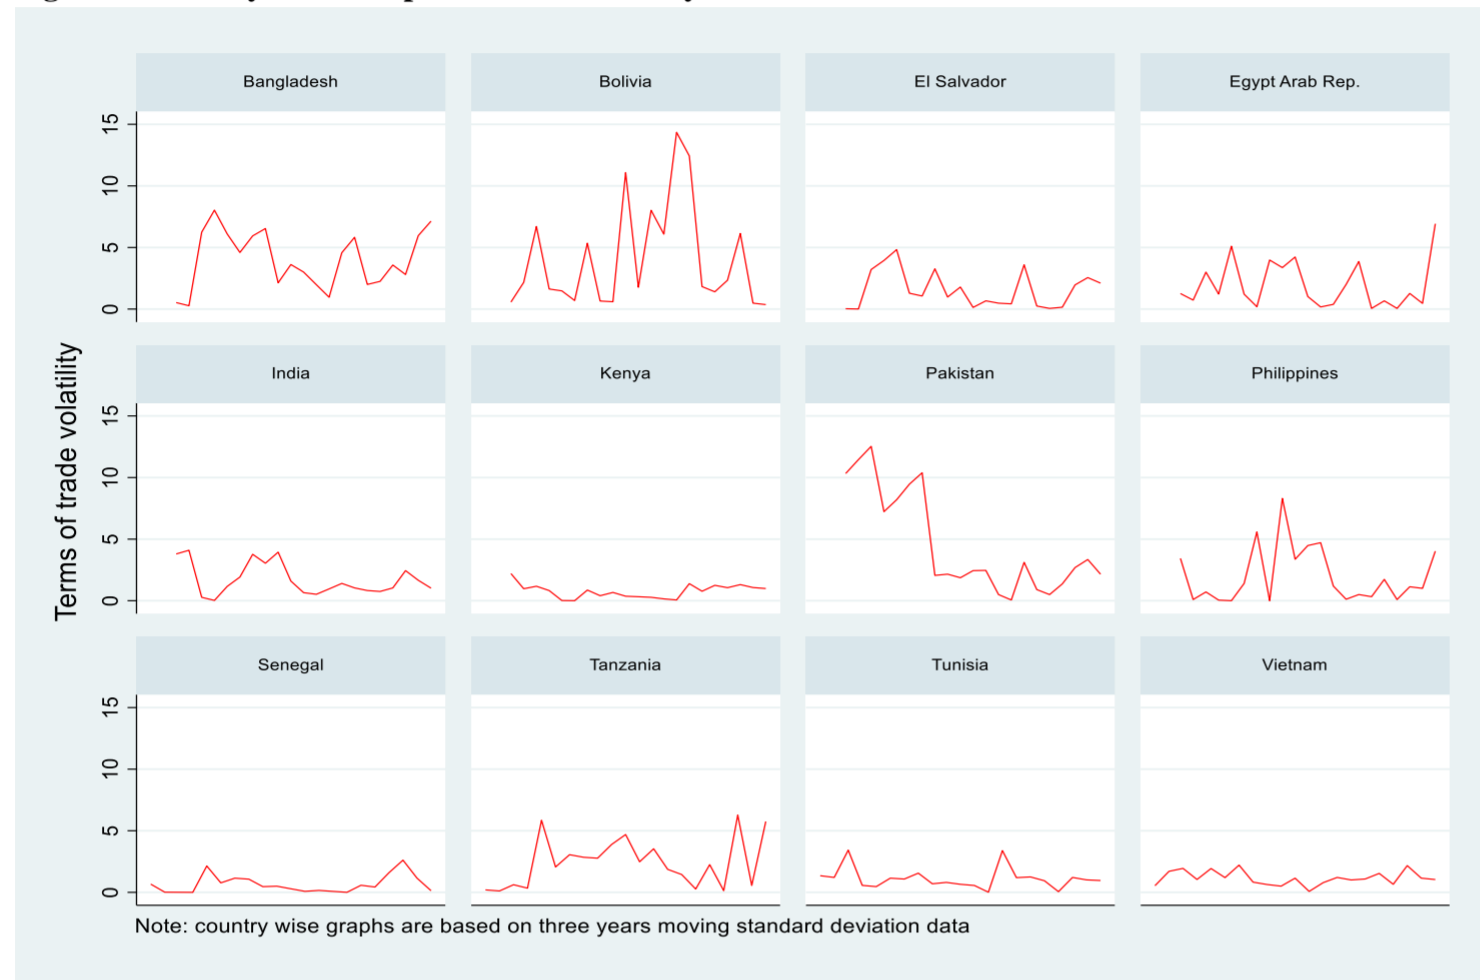 Bangladesh Bolivia El Salvador Egypt Arab Rep.
15
10
5
0
Terms of trade volatility
India Kenya Pakistan Philippines
15
10
5
0
Senegal Tanzania Tunisia Vietnam
15
10
5
0
Note: country wise graphs are based on three years moving standard deviation data